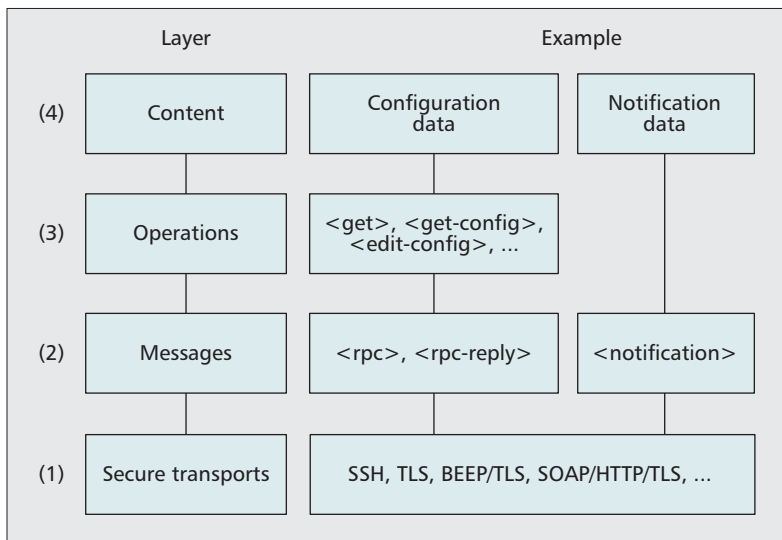 Layer Example
(4) Content Configuration data Notification data
(3) Operations <get>, <get-config>, <edit-config>, ...
(2) Messages <rpc>, <rpc-reply> <notification>
(1) Secure transports SSH, TLS, BEEP/TLS, SOAP/HTTP/TLS, ...